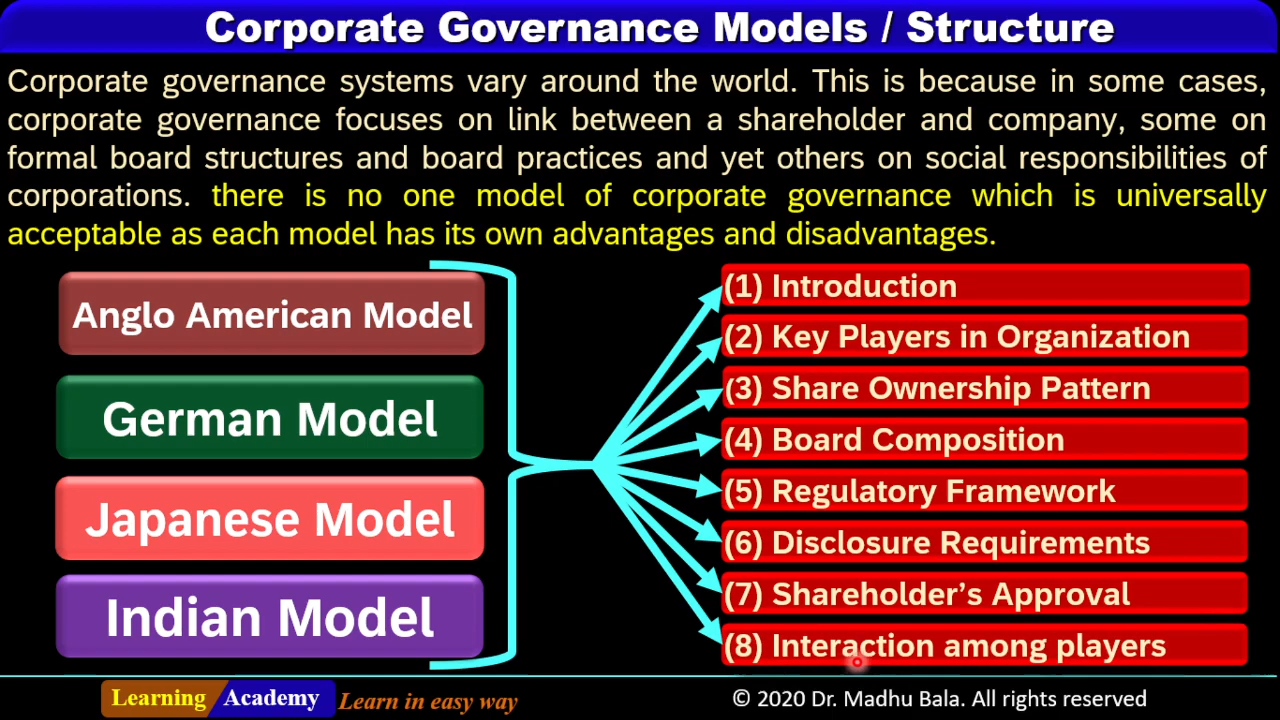 Corporate Governance Models / Structure
Corporate governance systems vary around the world. This is because in some cases,
corporate governance focuses on link between a shareholder and company, some on
formal board structures and board practices and yet others on social responsibilities of
corporations. there is no one model of corporate governance which is universally
acceptable as each model has its own advantages and disadvantages.
Anglo American Model
German Model
Japanese Model
Indian Model
(1) Introduction
(2) Key Players in Organization
(3) Share Ownership Pattern
(4) Board Composition
(5) Regulatory Framework
(6) Disclosure Requirements
(7) Shareholder’s Approval
(8) Interaction among players
Learning Academy Learn in easy way
© 2020 Dr. Madhu Bala. All rights reserved